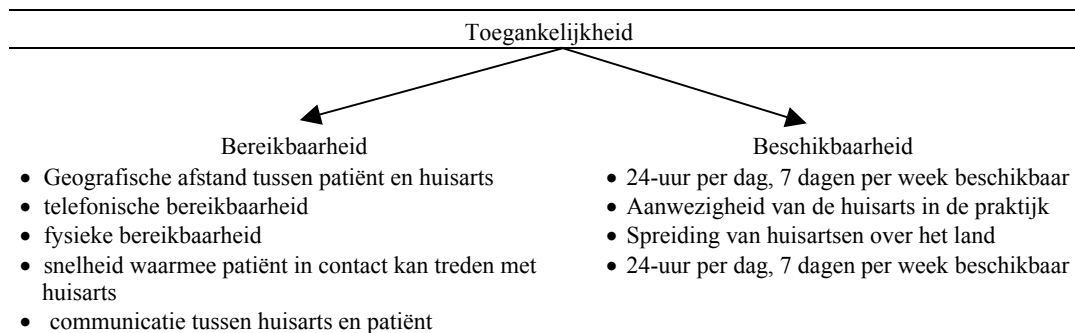 Toegankelijkheid
Bereikbaarheid
• Geografische afstand tussen patiënt en huisarts
• telefonische bereikbaarheid
• fysieke bereikbaarheid
• snelheid waarmee patiënt in contact kan treden met
huisarts
• communicatie tussen huisarts en patiënt
Beschikbaarheid
• 24-uur per dag, 7 dagen per week beschikbaar
• Aanwezigheid van de huisarts in de praktijk
• Spreiding van huisartsen over het land
• 24-uur per dag, 7 dagen per week beschikbaar